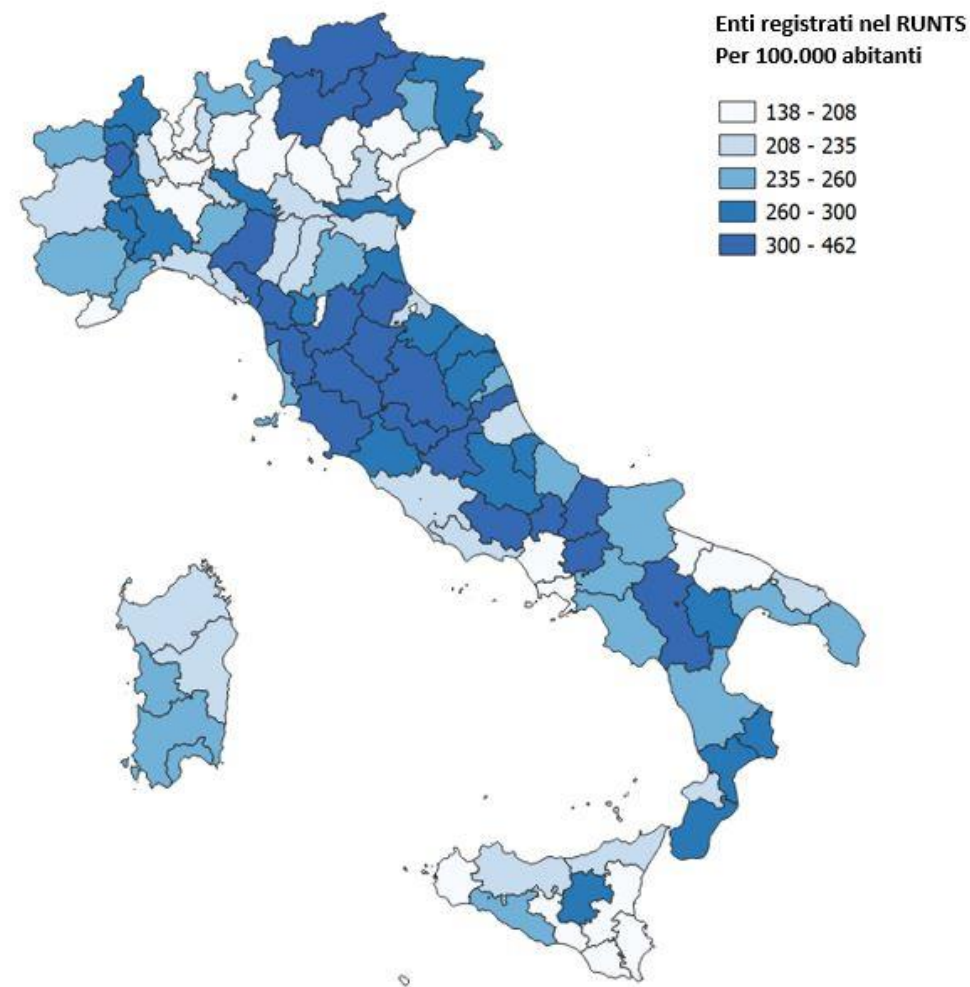 Enti registrati nel RUNTS
Per 100.000 abitanti
138 - 208
208 - 235
235 - 260
260 - 300
300 - 462